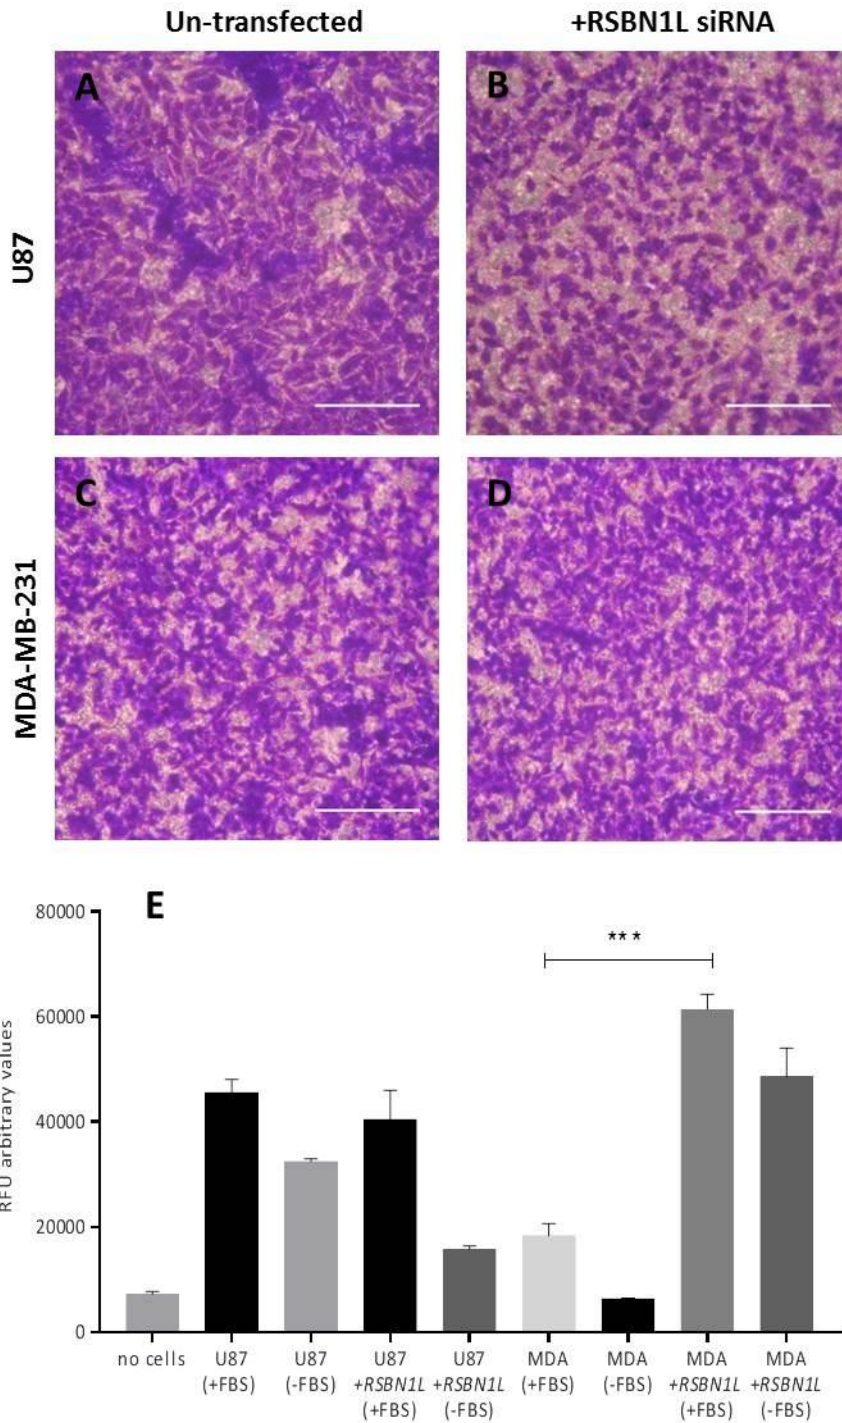 Un-transfected
+RSBN1L siRNA
A
B
U87
C
D
MDA-MB-231
E
RFU arbitrary values
80000
60000
40000
20000
0
***
no cells
U87
(+FBS)
U87
(-FBS)
U87
+RSBN1L
(+FBS)
U87
+RSBN1L
(-FBS)
MDA
(+FBS)
MDA
(-FBS)
MDA
+RSBN1L
(+FBS)
MDA
+RSBN1L
(-FBS)